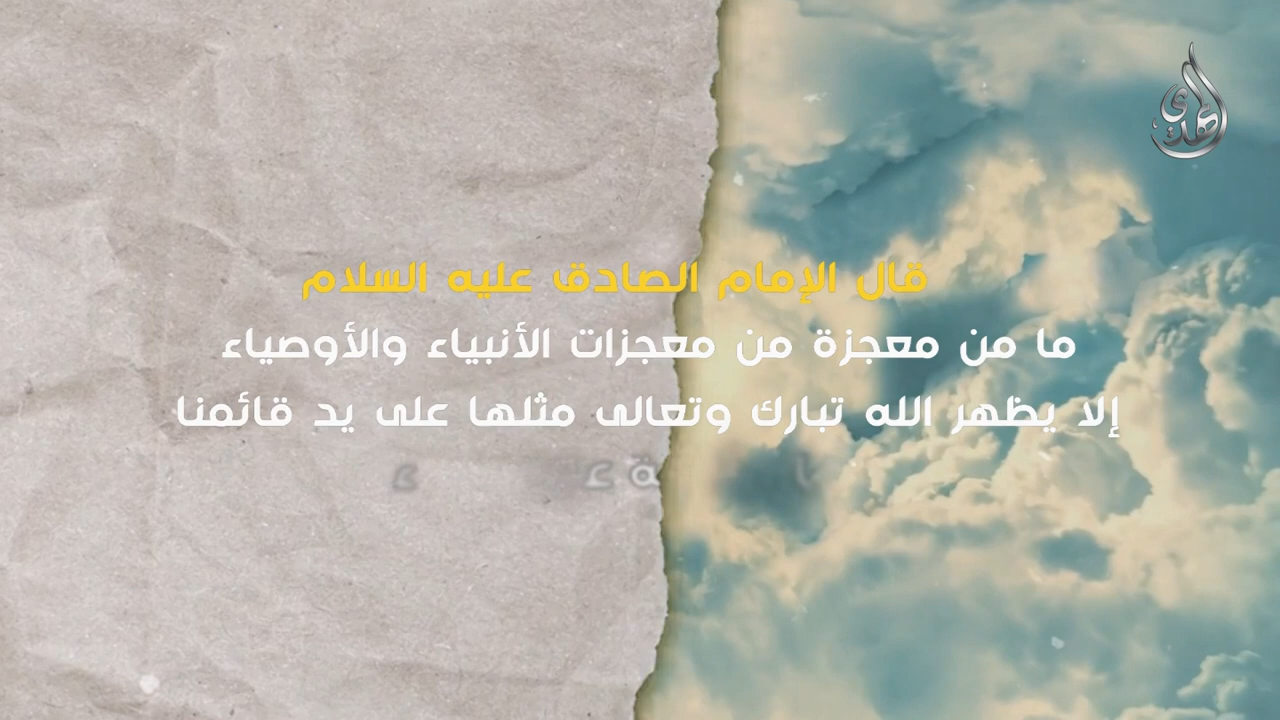 المهدي
قال الإمام الصادق عليه السلام
ما من معجزة من معجزات الأنبياء والأوصياء
إلا يظهر الله تبارك وتعالى مثلها على يد قائمنا